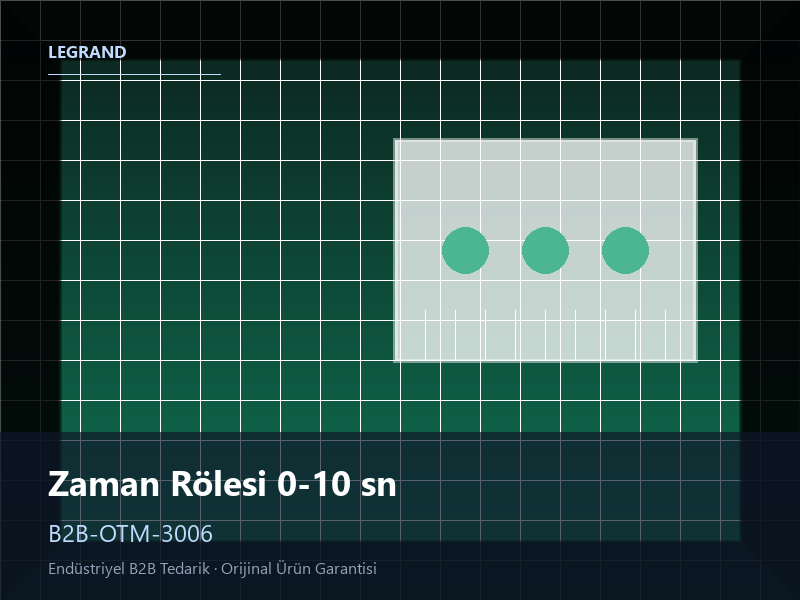 LEGRAND
Zaman Rölesi 0-10 sn
B2B-OTM-3006
Endüstriyel B2B Tedarik · Orijinal Ürün Garantisi